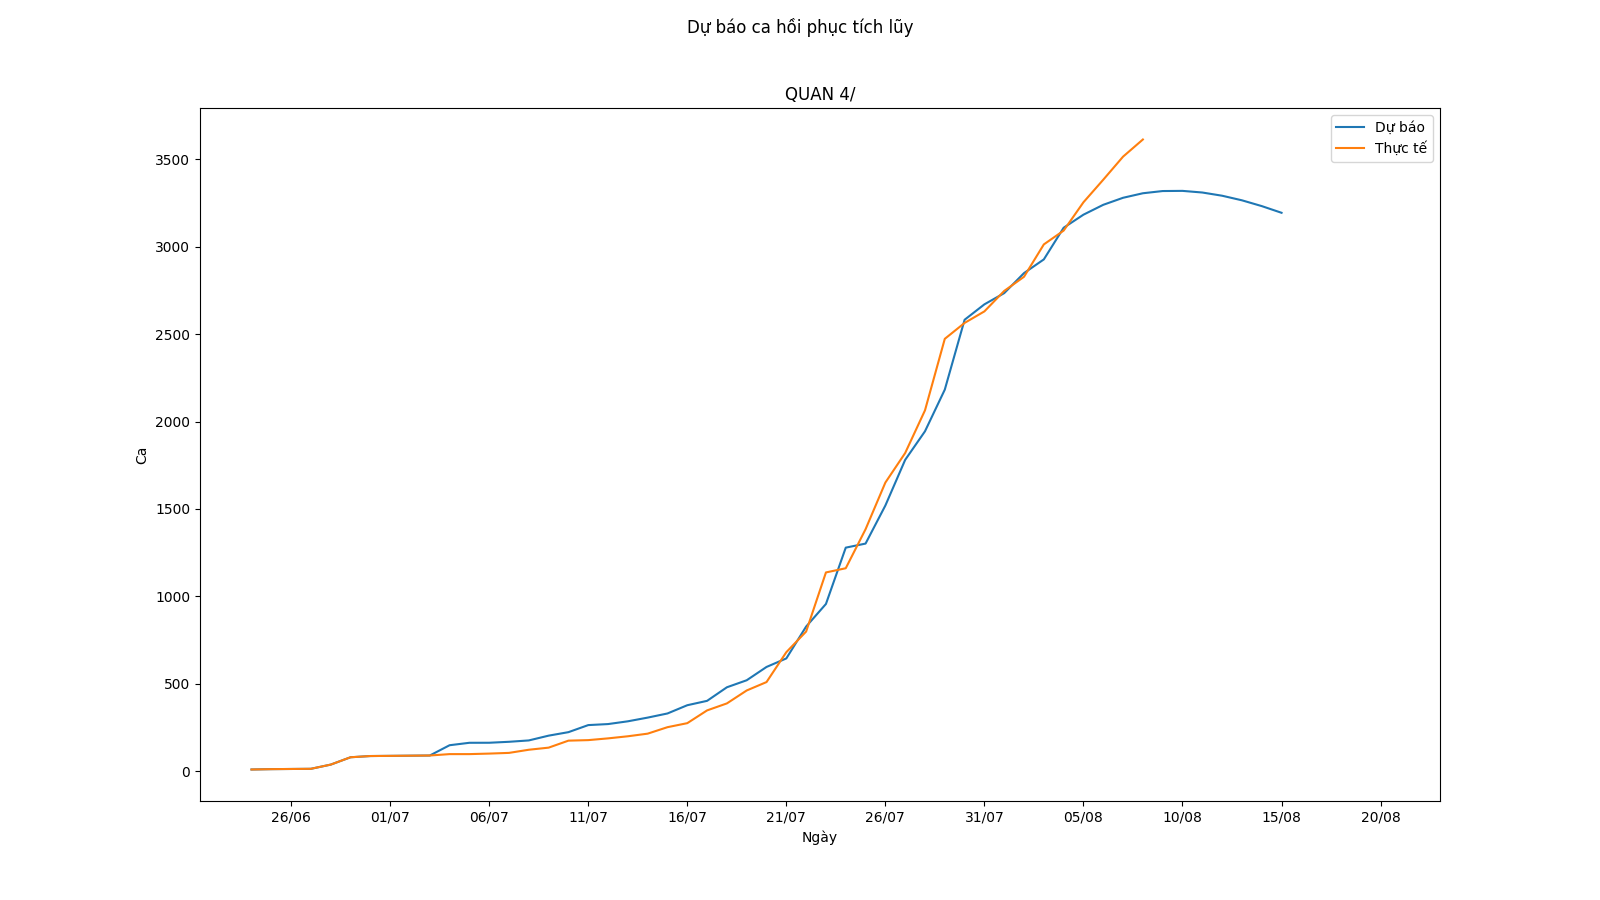 Dự báo ca hồi phục tích lũy
QUAN 4/
Dự báo
Thực tế
3500
3000
2500
2000
1500
1000
500
0
Ca
26/06 01/07 06/07 11/07 16/07 21/07 26/07 31/07 05/08 10/08 15/08 20/08
Ngày